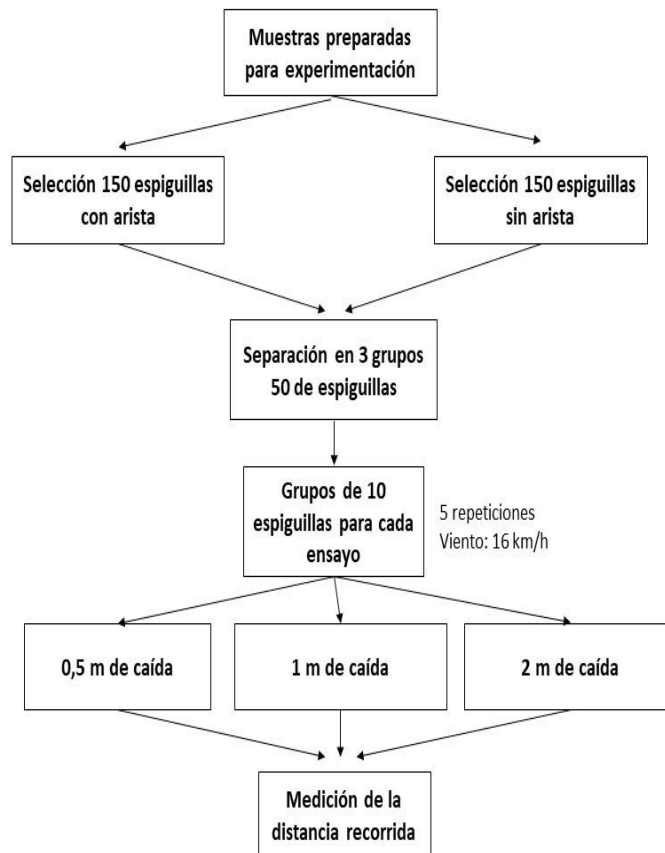 Muestras preparadas
para experimentación
Selección 150 espiguillas
con arista
Selección 150 espiguillas
sin arista
Separación en 3 grupos
50 de espiguillas
Grupos de 10
espiguillas para cada
ensayo
5 repeticiones
Viento: 16 km/h
0,5 m de caída
1 m de caída
2 m de caída
Medición de la
distancia recorrida